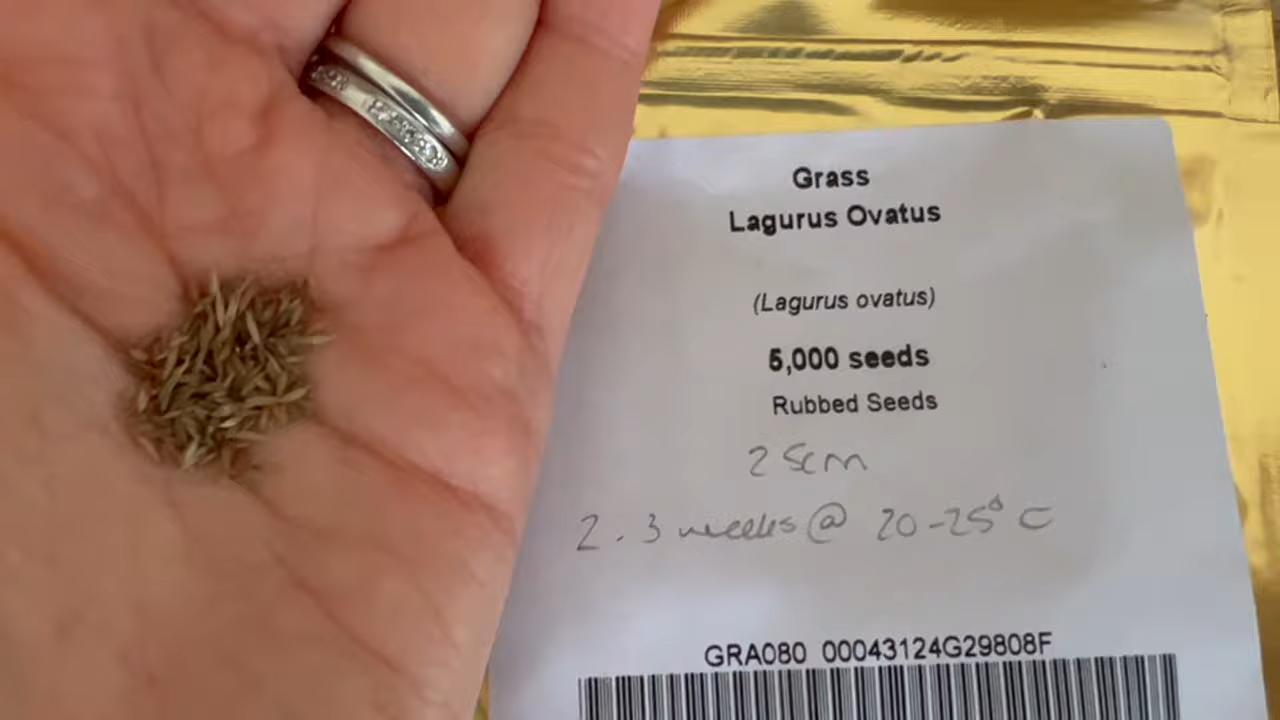 Grass
Lagurus Ovatus
(Lagurus ovatus)
5,000 seeds
Rubbed Seeds
25cm
2-3 weeks @ 20-25° C
GRA080 00043124G29808F